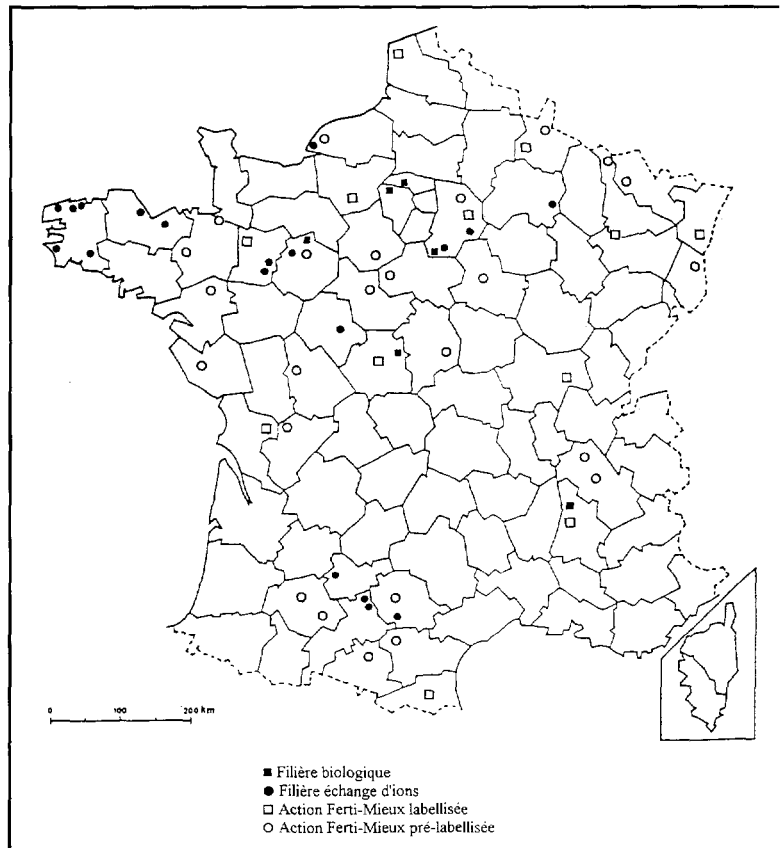 0 100 200 km
■ Filière biologique
● Filière échange d'ions
□ Action Ferti-Mieux labellisée
○ Action Ferti-Mieux pré-labellisée